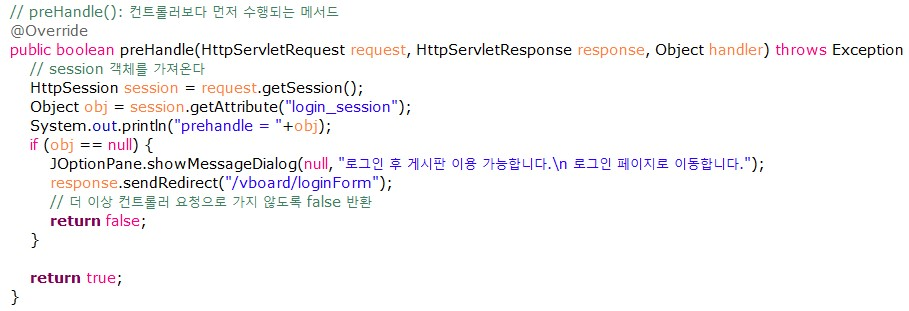 // preHandle(): 컨트롤러보다 먼저 수행되는 메서드
@Override
public boolean preHandle(HttpServletRequest request, HttpServletResponse response, Object handler) throws Exception
// session 객체를 가져온다
HttpSession session = request.getSession();
Object obj = session.getAttribute("login_session");
System.out.println("prehandle = "+obj);
if (obj == null) {
JOptionPane.showMessageDialog(null, "로그인 후 게시판 이용 가능합니다.\n 로그인 페이지로 이동합니다.");
response.sendRedirect("/vboard/loginForm");
// 더 이상 컨트롤러 요청으로 가지 않도록 false 반환
return false;
}
return true;
}